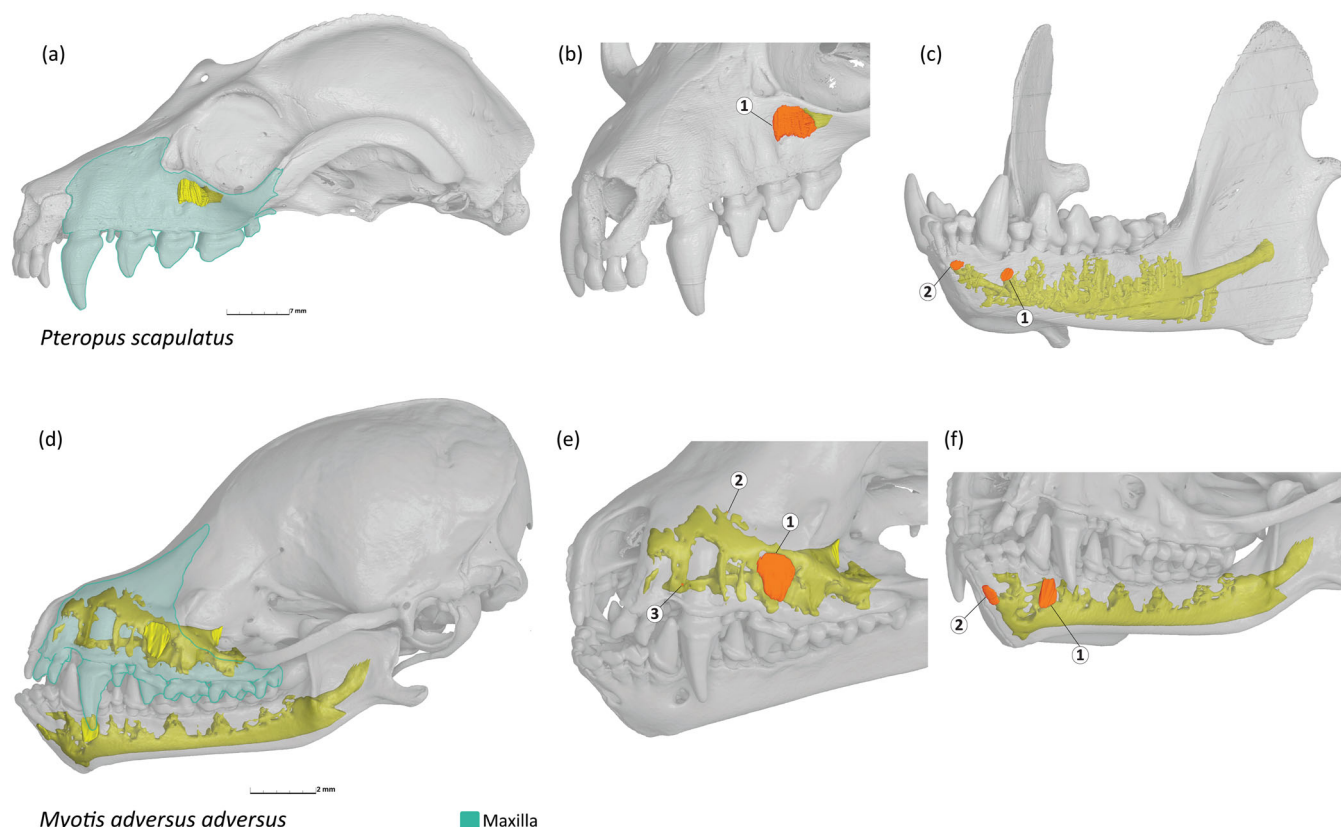 (a)
(b)
(c)
1
2
1
7 mm
Pteropus scapulatus
(d)
(e)
(f)
2
1
3
2
1
2 mm
Myotis adversus adversus
Maxilla